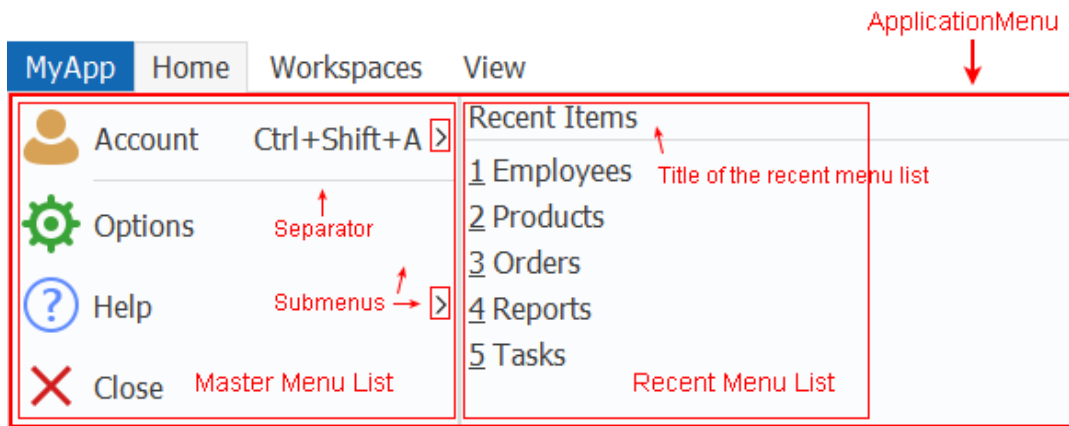 ApplicationMenu
MyApp Home Workspaces View
Account Ctrl+Shift+A >
Separator
Options
Submenus
Help >
Close
Master Menu List
Recent Items
Title of the recent menu list
1 Employees
2 Products
3 Orders
4 Reports
5 Tasks
Recent Menu List